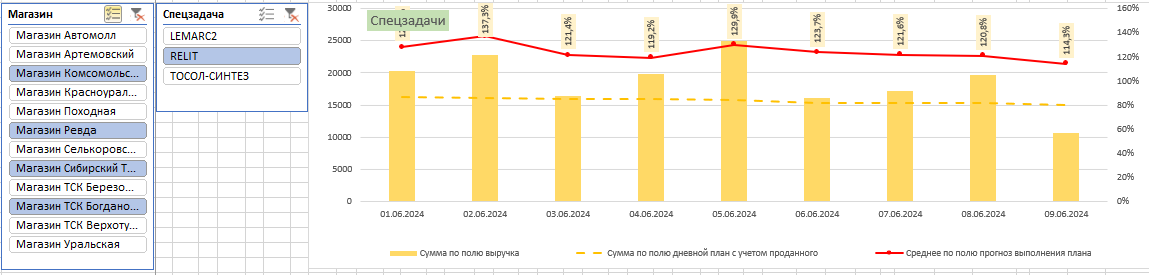 Магазин
Магазин Автомолл
Магазин Артемовский
Магазин Комсомольс...
Магазин Красноурал...
Магазин Походная
Магазин Ревда
Магазин Селькоровс...
Магазин Сибирский Т...
Магазин ТСК Березо...
Магазин ТСК Богдано...
Магазин ТСК Верхоту...
Магазин Уральская
Спецзадача
LEMARC2
RELIT
ТОСОЛ-СИНТЕЗ
Спецзадачи
30000
25000
20000
15000
10000
5000
0
137,3%
121,4%
119,2%
129,9%
123,7%
121,6%
120,8%
114,3%
160%
140%
120%
100%
80%
60%
40%
20%
0%
01.06.2024
02.06.2024
03.06.2024
04.06.2024
05.06.2024
06.06.2024
07.06.2024
08.06.2024
09.06.2024
Сумма по полю выручка
Сумма по полю дневной план с учетом проданного
Среднее по полю прогноз выполнения плана